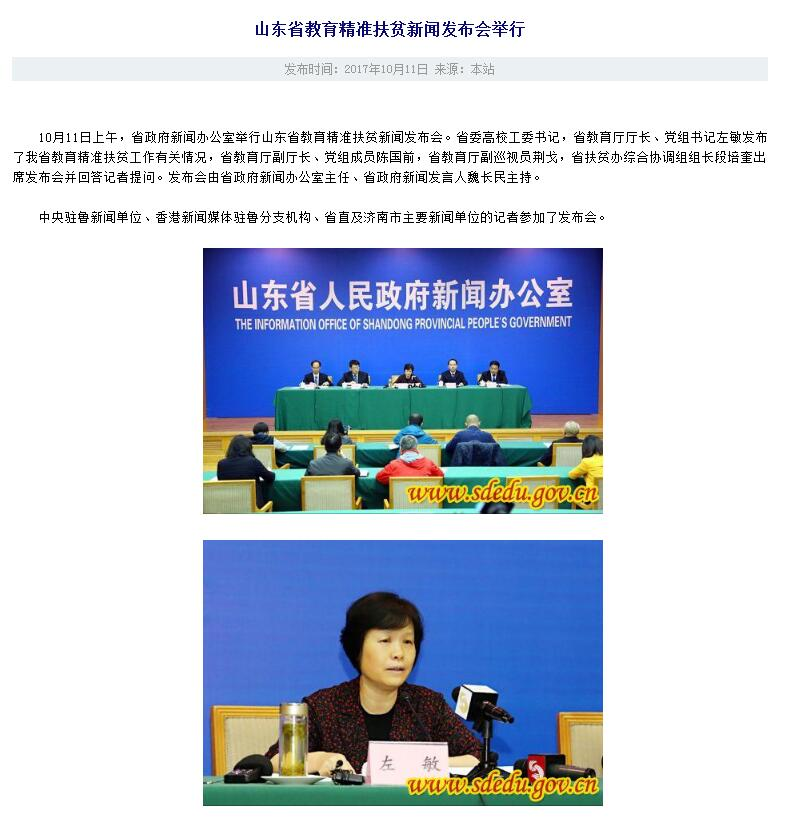 山东省教育精准扶贫新闻发布会举行
发布时间：2017年10月11日 来源：本站
10月11日上午，省政府新闻办公室举行山东省教育精准扶贫新闻发布会。省委高校工委书记，省教育厅厅长、党组书记左敏发布
了我省教育精准扶贫工作有关情况，省教育厅副厅长、党组成员陈国前，省教育厅副巡视员荆戈，省扶贫办综合协调组组长段培奎出
席发布会并回答记者提问。发布会由省政府新闻办公室主任、省政府新闻发言人魏长民主持。
中央驻鲁新闻单位、香港新闻媒体驻鲁分支机构、省直及济南市主要新闻单位的记者参加了发布会。
山东省人民政府新闻办公室
THE INFORMATION OFFICE OF SHANDONG PROVINCIAL PEOPLE'S GOVERNMENT
www.sdedu.gov.cn
左 敏
www.sdedu.gov.cn